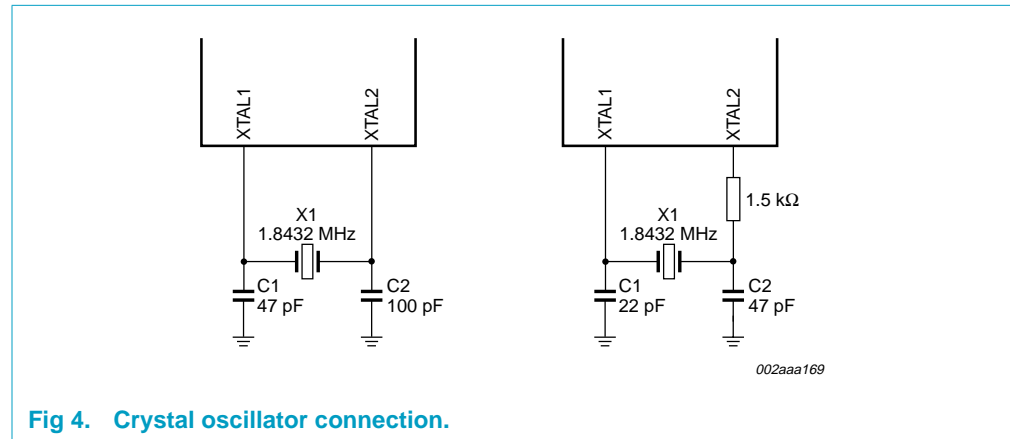 XTAL1
XTAL2
X1
1.8432 MHz
C1
47 pF
C2
100 pF
XTAL1
XTAL2
1.5 kΩ
X1
1.8432 MHz
C1
22 pF
C2
47 pF
002aaa169
Fig 4. Crystal oscillator connection.